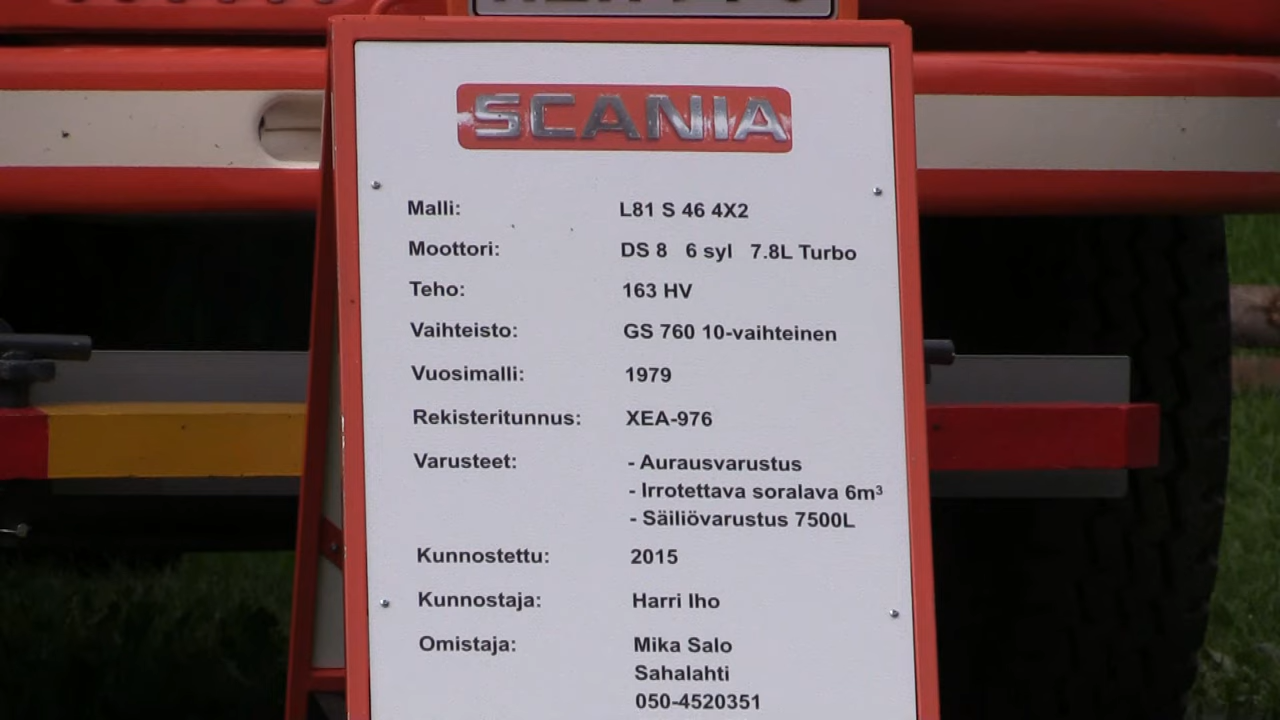 SCANIA
Malli: L81 S 46 4X2
Moottori: DS 8 6 syl 7.8L Turbo
Teho: 163 HV
Vaihteisto: GS 760 10-vaihteinen
Vuosimalli: 1979
Rekisteritunnus: XEA-976
Varusteet: - Aurausvarustus
- Irrotettava soralava 6m³
- Säiliövarustus 7500L
Kunnostettu: 2015
Kunnostaja: Harri Iho
Omistaja: Mika Salo
Sahalahti
050-4520351